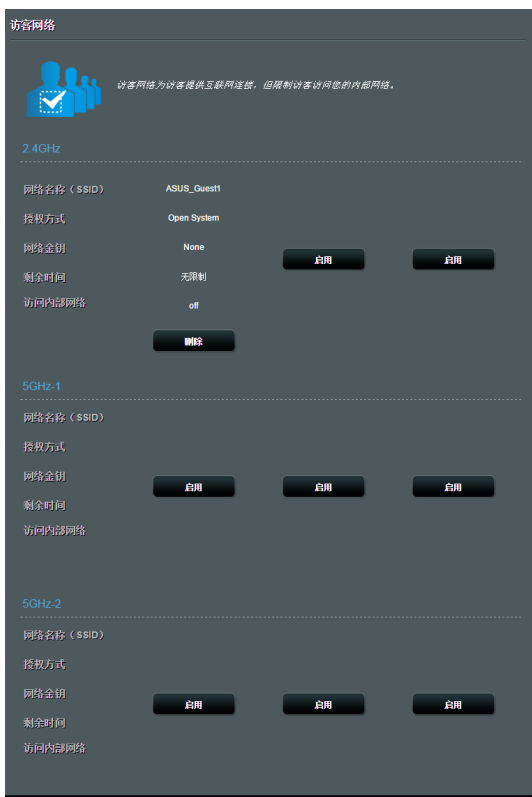 访客网络
访客网络为访客提供互联网连接，但限制访客访问您的内部网络。
2.4GHz
网络名称（SSID） ASUS_Guest1
授权方式 Open System
网络金钥 None 启用 启用
剩余时间 无限制
访问内部网络 off
删除
5GHz-1
网络名称（SSID）
授权方式
网络金钥 启用 启用 启用
剩余时间
访问内部网络
5GHz-2
网络名称（SSID）
授权方式
网络金钥 启用 启用 启用
剩余时间
访问内部网络